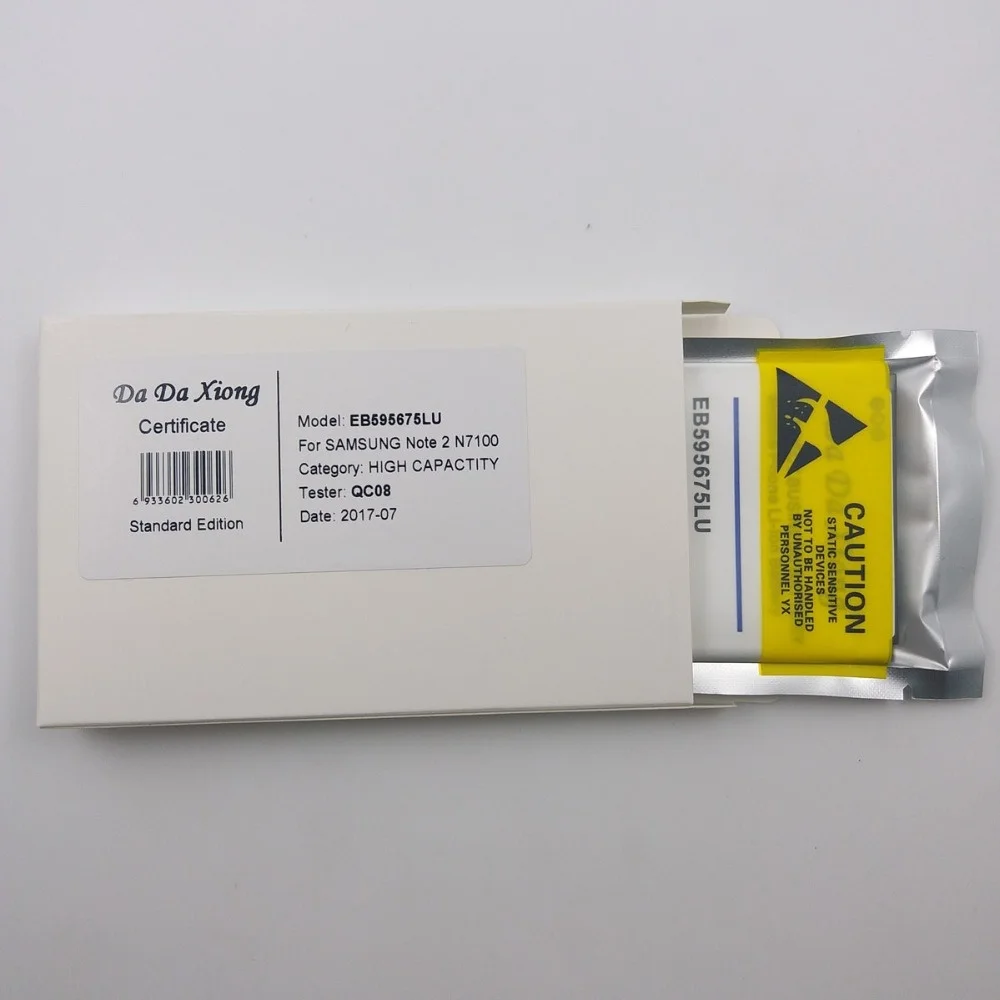 Da Da Xiong
Certificate
6 933602 300626
Standard Edition
Model: EB595675LU
For SAMSUNG Note 2 N7100
Category: HIGH CAPACTITY
Tester: QC08
Date: 2017-07
EB595675LU
CAUTION
STATIC SENSITIVE
DEVICES
NOT TO BE HANDLED
BY UNAUTHORISED
PERSONNEL YX